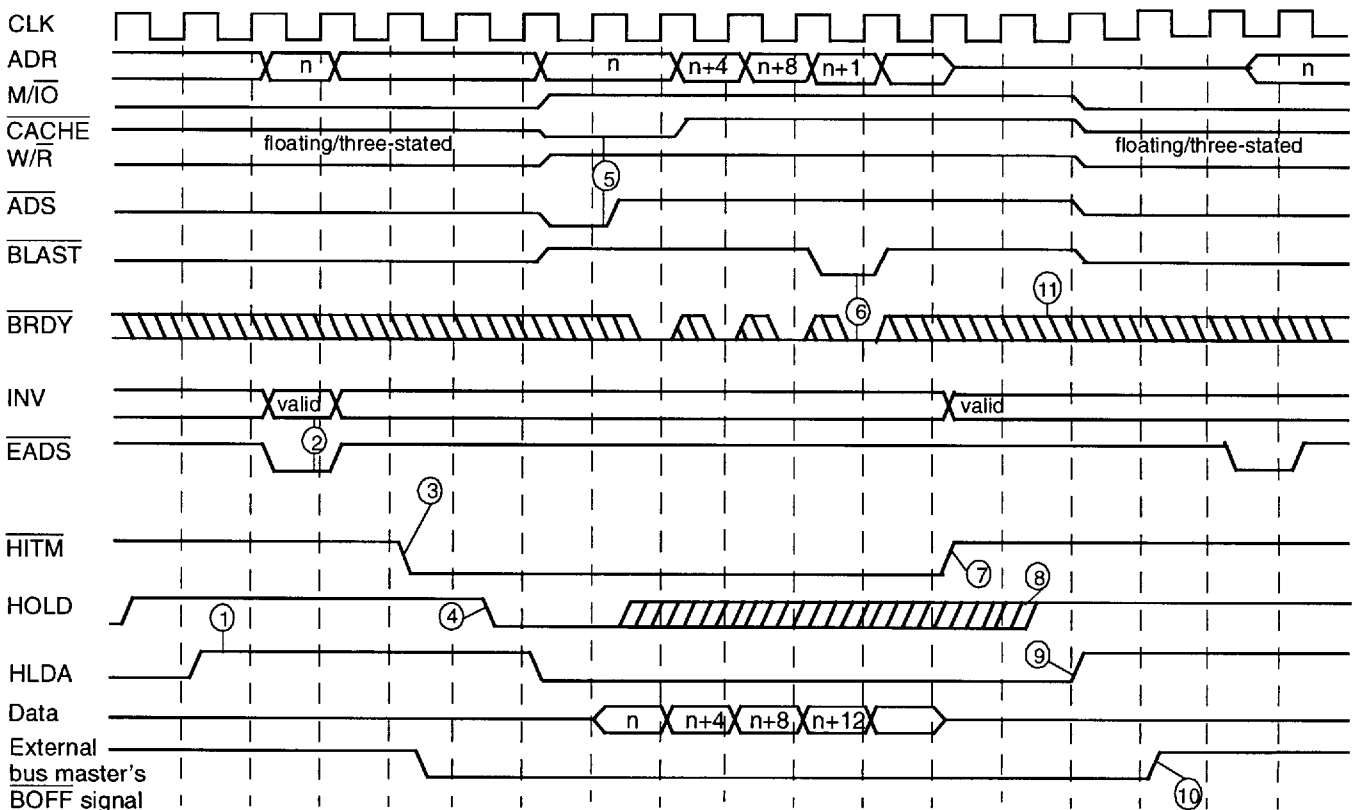 CLK
ADR n n n+4 n+8 n+1 n
M/IO
CACHE
floating/three-stated floating/three-stated
W/R
5
ADS
BLAST
11
6
BRDY
INV valid valid
2
EADS
3
HITM
7
8
HOLD 1 4
9
HLDA
Data n n+4 n+8 n+12
External
bus master's
BOFF signal
10